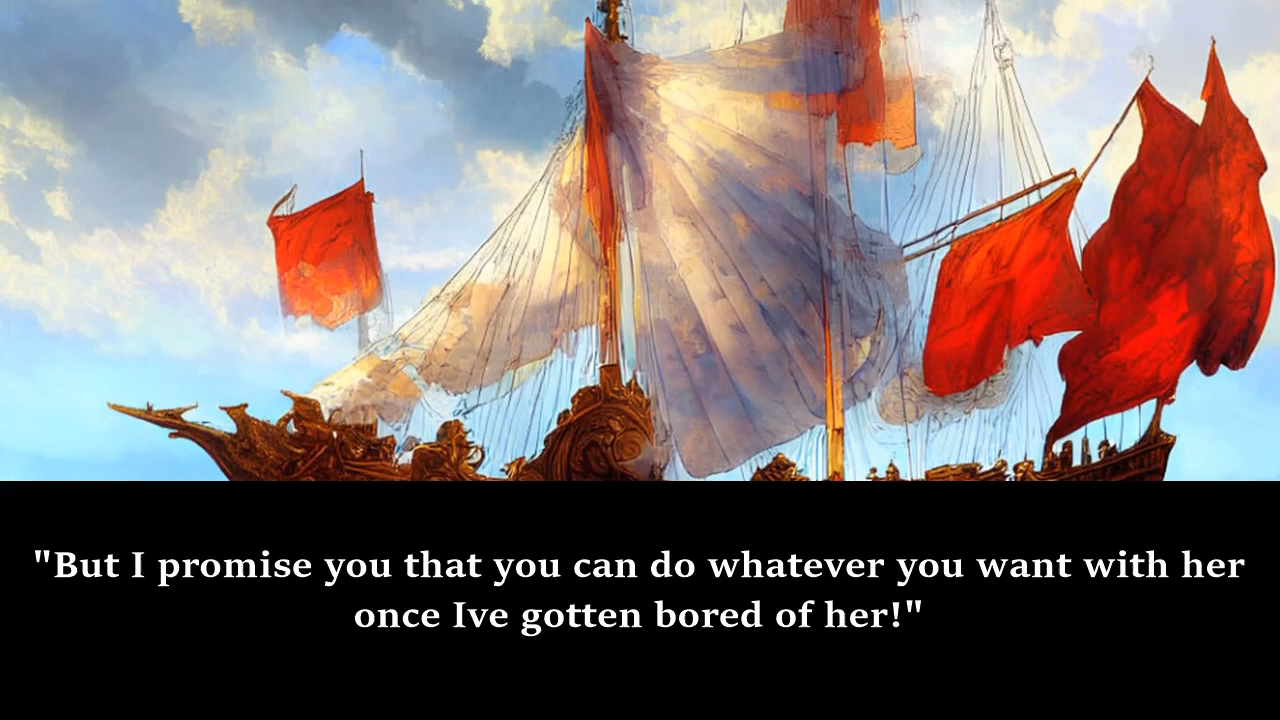 "But I promise you that you can do whatever you want with her
once Ive gotten bored of her!"